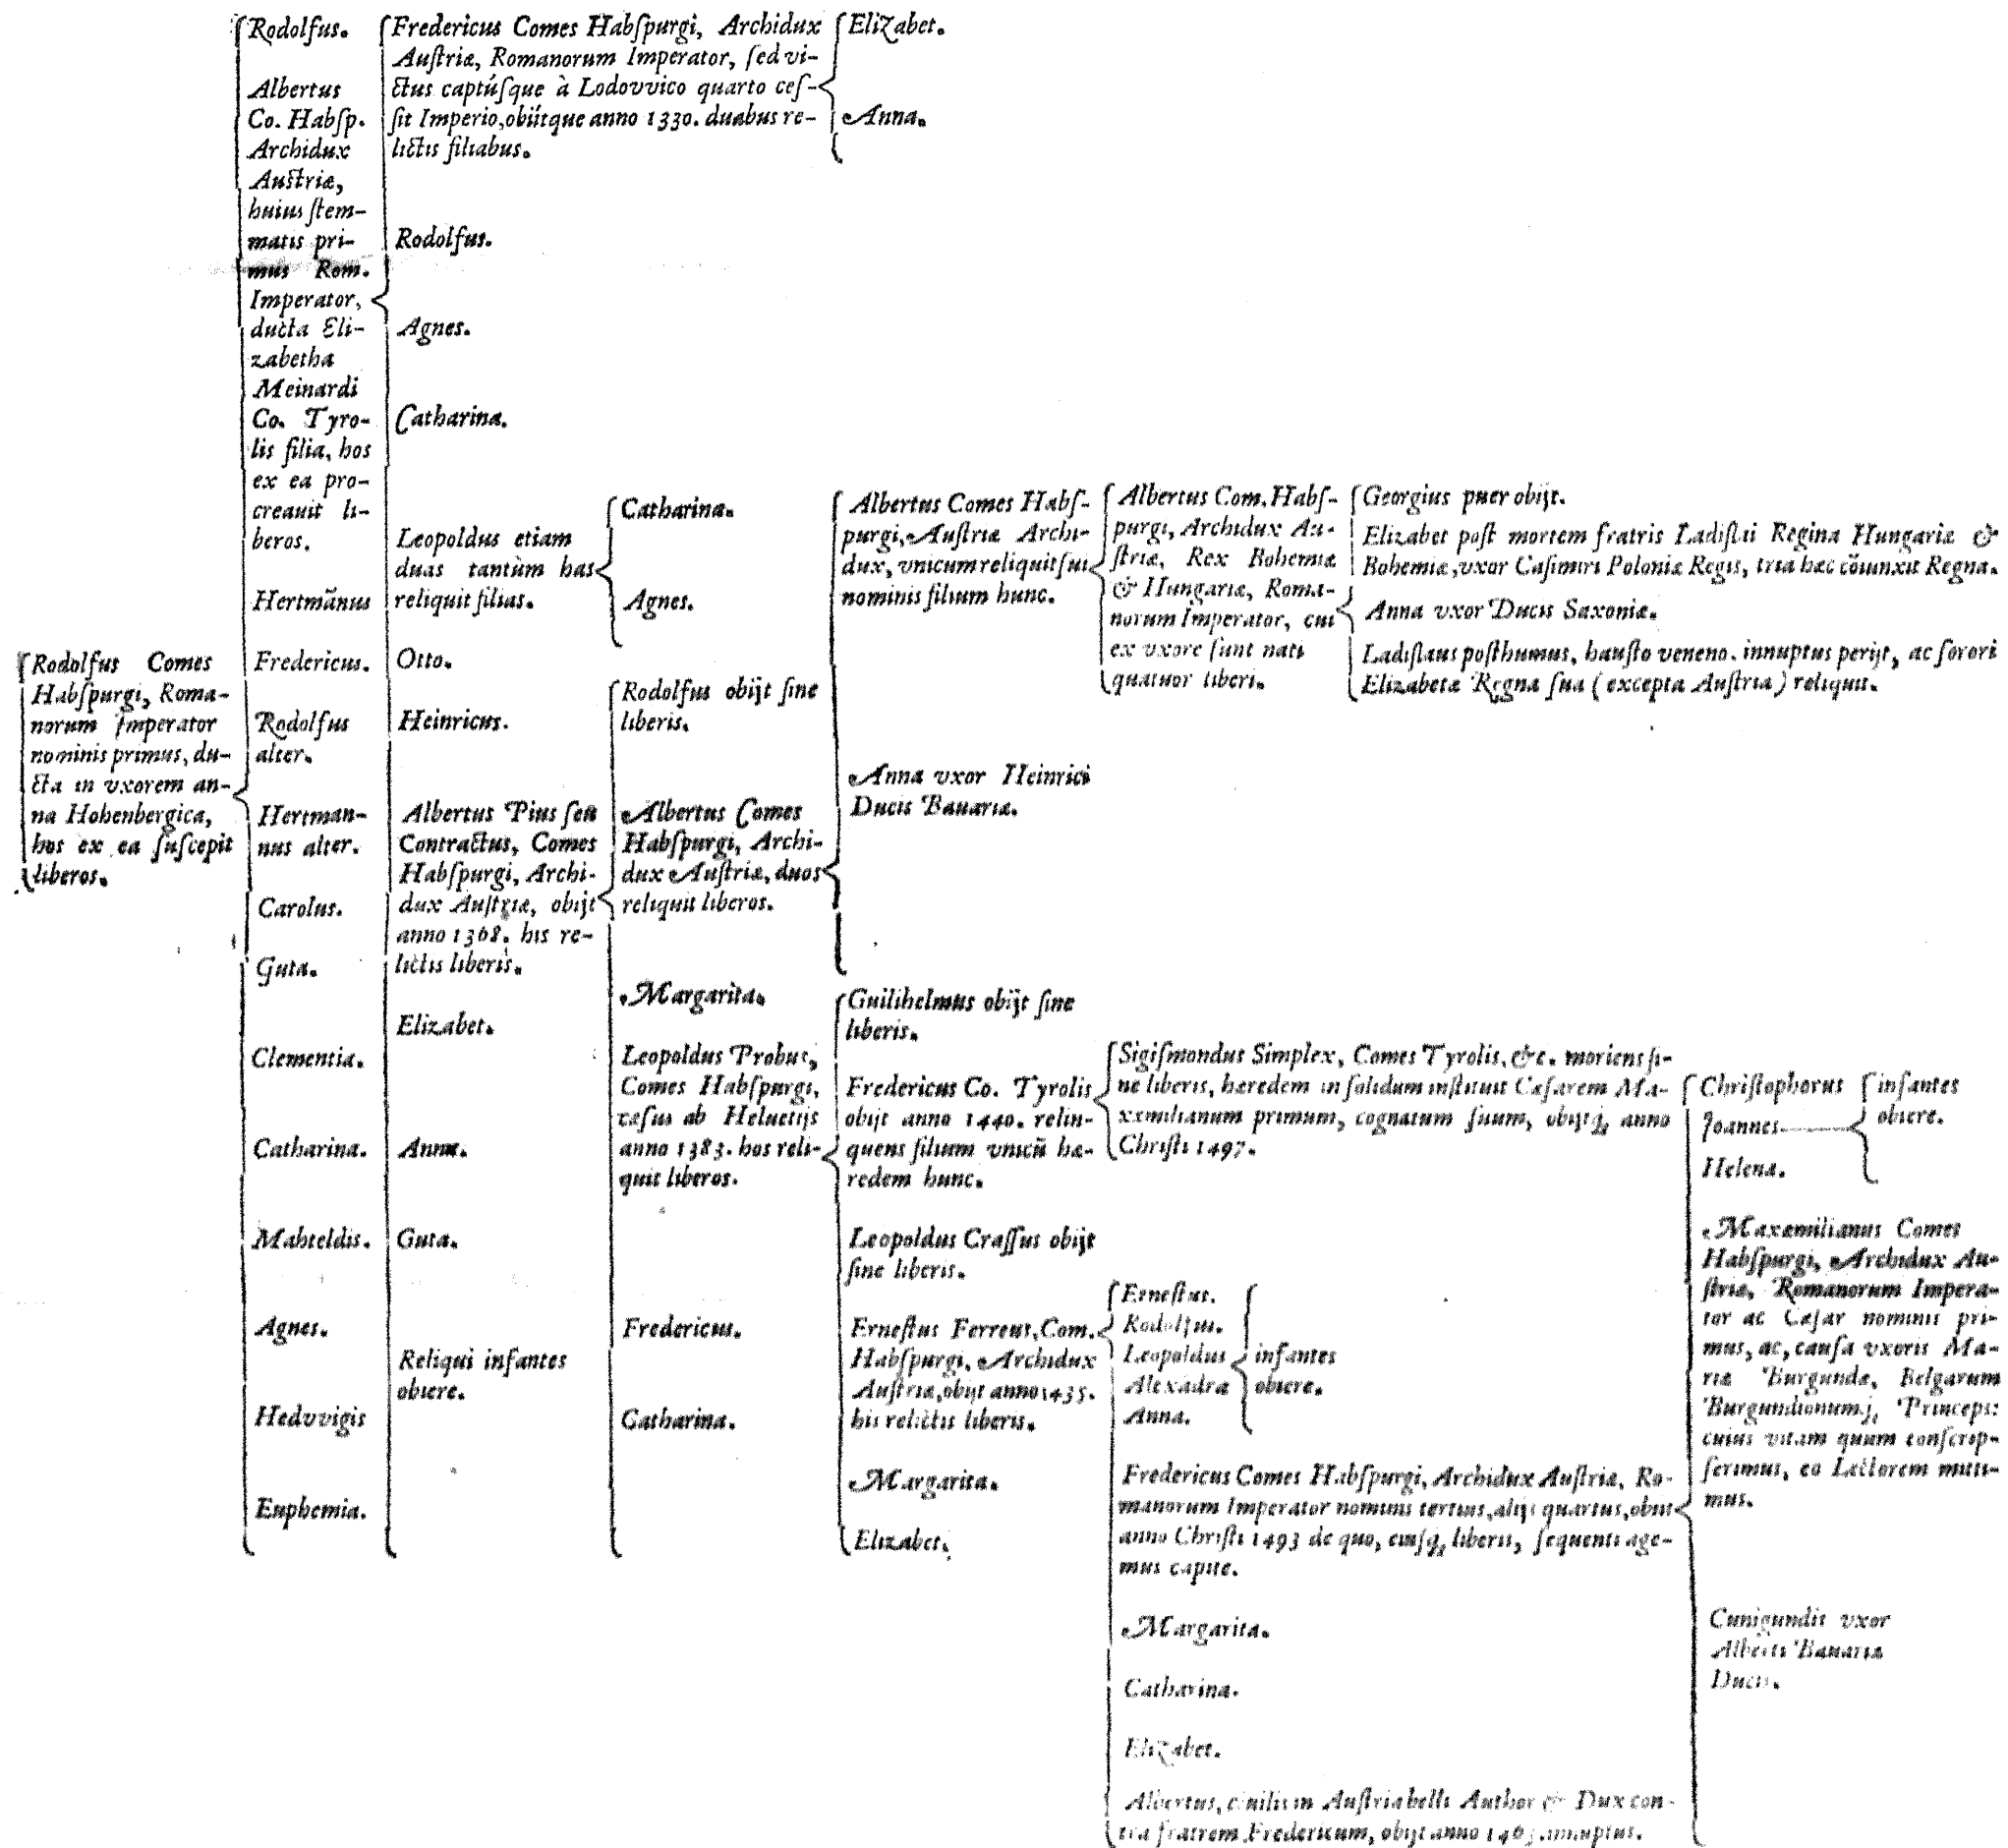 Rodolfus Comes
Habſpurgi, Roma-
norum Imperator
nominis primus, du-
cta in vxorem an-
na Hohenbergica,
hos ex ea ſuſcepit
liberos.
Rodolfus.
Albertus
Co. Habſp.
Archidux
Auſtriæ,
huius ſtem-
matis pri-
mus Rom.
Imperator,
ducta Eli-
zabetha
Meinardi
Co. Tyro-
lis filia, hos
ex ea pro-
creauit li-
beros.
Hertmãnus
Fredericus.
Rodolfus
alter.
Hertman-
nus alter.
Carolus.
Guta.
Clementia.
Catharina.
Mahteldis.
Agnes.
Hedvvigis
Euphemia.
Fredericus Comes Habſpurgi, Archidux
Auſtriæ, Romanorum Imperator, ſed vi-
ctus captúſque à Lodovvico quarto ceſ-
ſit Imperio, obiítque anno 1330. duabus re-
lictis filiabus.
Rodolfus.
Agnes.
Catharina.
Leopoldus etiam
duas tantùm has
reliquit filias.
Otto.
Heinricus.
Albertus Pius ſeu
Contractus, Comes
Habſpurgi, Archi-
dux Auſtriæ, obijt
anno 1368. his re-
lictis liberis.
Elizabet.
Anna.
Guta.
Reliqui infantes
obiere.
Elizabet.
Anna.
Catharina.
Agnes.
Rodolfus obijt ſine
liberis.
Albertus Comes
Habſpurgi, Archi-
dux Auſtriæ, duos
reliquit liberos.
Margarita.
Leopoldus Probus,
Comes Habſpurgi,
cæſus ab Heluetijs
anno 1383. hos reli-
quit liberos.
Fredericus.
Catharina.
Albertus Comes Habſ-
purgi, Auſtriæ Archi-
dux, vnicum reliquit ſui
nominis filium hunc.
Anna vxor Heinrici
Ducis Bauariæ.
Guilihelmus obijt ſine
liberis.
Fredericus Co. Tyrolis
obijt anno 1440. relin-
quens filium vnicũ hæ-
redem hunc.
Leopoldus Craſſus obijt
ſine liberis.
Erneſtus Ferreus, Com.
Habſpurgi, Archidux
Auſtriæ, obijt anno 1435.
his relictis liberis.
Margarita.
Elizabet.
Albertus Com. Habſ-
purgi, Archidux Au-
ſtriæ, Rex Bohemiæ
& Hungariæ, Roma-
norum Imperator, cui
ex vxore ſunt nati
quatuor liberi.
Georgius puer obijt.
Elizabet poſt mortem fratris Ladiſlai Regina Hungariæ &
Bohemiæ, vxor Caſimiri Poloniæ Regis, tria hæc cõiunxit Regna.
Anna vxor Ducis Saxoniæ.
Ladiſlaus poſthumus, hauſto veneno. innuptus perijt, ac ſorori
Elizabetæ Regna ſua (excepta Auſtria) reliquit.
Sigiſmondus Simplex, Comes Tyrolis, &c. moriens ſi-
ne liberis, hæredem in ſolidum inſtituit Cæſarem Ma-
xæmilianum primum, cognatum ſuum, obijtq́, anno
Chriſti 1497.
Erneſtus.
Rodolfus.
Leopoldus
Alexãdra
Anna.
infantes
obiere.
Fredericus Comes Habſpurgi, Archidux Auſtriæ, Ro-
manorum Imperator nominis tertius, alijs quartus, obijt
anno Chriſti 1493 de quo, eiuſq́, liberis, ſequenti age-
mus capite.
Margarita.
Catharina.
Elizabet.
Albertus, ciuilis in Auſtria belli Author & Dux con-
tra fratrem Fredericum, obijt anno innuptus.
Chriſtophorus
Joannes
Helena.
infantes
obiere.
Maxæmilianus Comes
Habſpurgi, Archidux Au-
ſtriæ, Romanorum Impera-
tor ac Cæſar nominis pri-
mus, ac, cauſa vxoris Ma-
riæ Burgundæ, Belgarum
Burgundionumq́, Princeps:
cuius vitam quum conſcrip-
ſerimus, eo Lectorem mitti-
mus.
Cunigundis vxor
Alberti Bauariæ
Ducis.